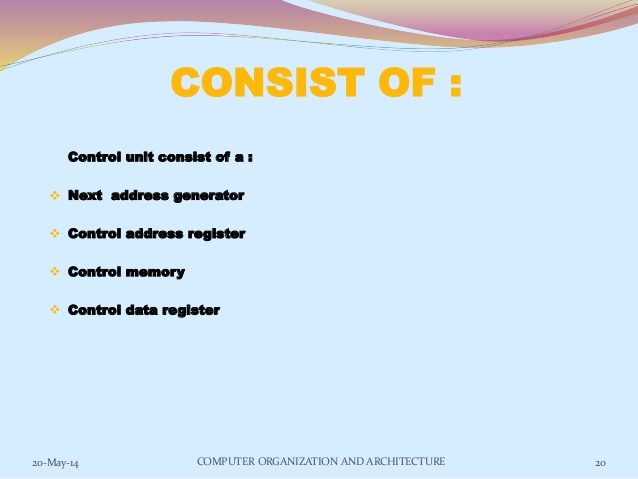 CONSIST OF :
Control unit consist of a :
❖ Next address generator
❖ Control address register
❖ Control memory
❖ Control data register
20-May-14 COMPUTER ORGANIZATION AND ARCHITECTURE 20